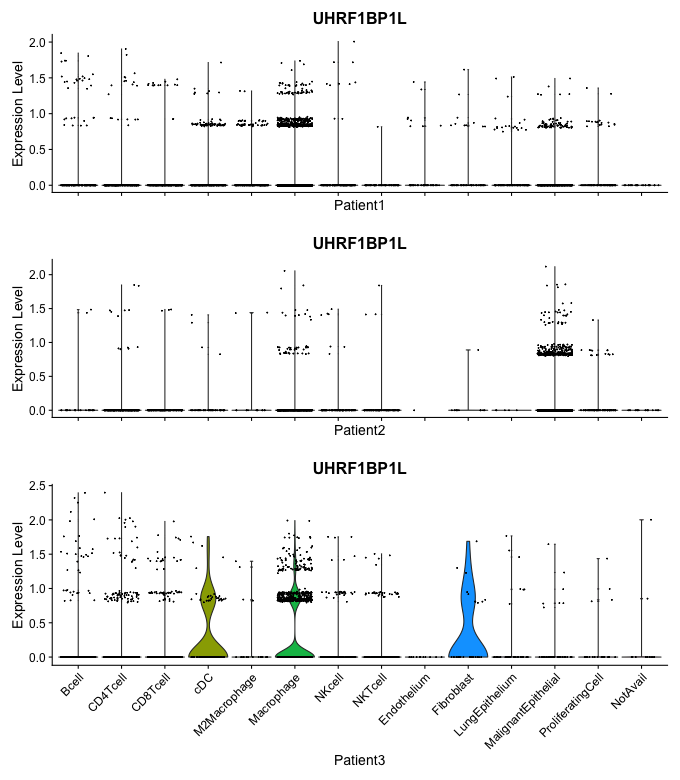 UHRF1BP1L
2.0
1.5
1.0
0.5
0.0
Expression Level
Patient1
UHRF1BP1L
2.0
1.5
1.0
0.5
0.0
Expression Level
Patient2
UHRF1BP1L
2.5
2.0
1.5
1.0
0.5
0.0
Expression Level
Bcell
CD4Tcell
CD8Tcell
cDC
M2Macrophage
Macrophage
NKcell
NKTcell
Endothelium
Fibroblast
LungEpithelium
MalignantEpithelial
ProliferatingCell
NotAvail
Patient3